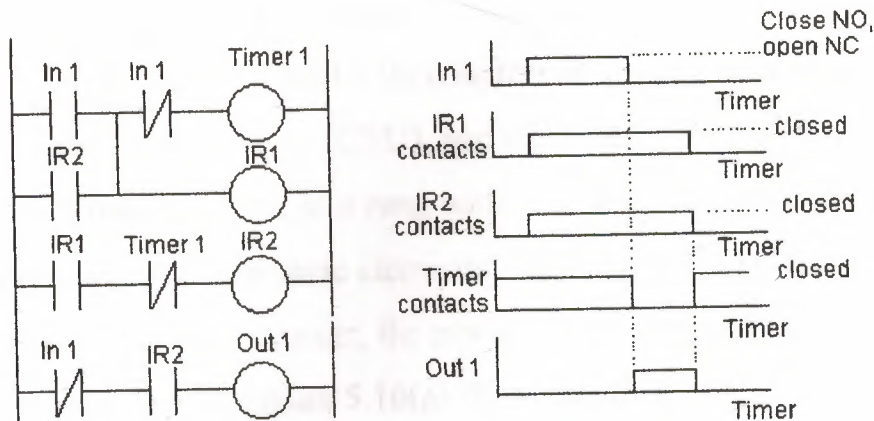 Timer 1
In 1 In 1
IR2 IR1
IR1 Timer 1 IR2
In 1 IR2 Out 1
Close NO,
open NC
In 1
Timer
IR1
contacts
closed
Timer
IR2
contacts
closed
Timer
Timer
contacts
closed
Timer
Out 1
Timer
5.10(